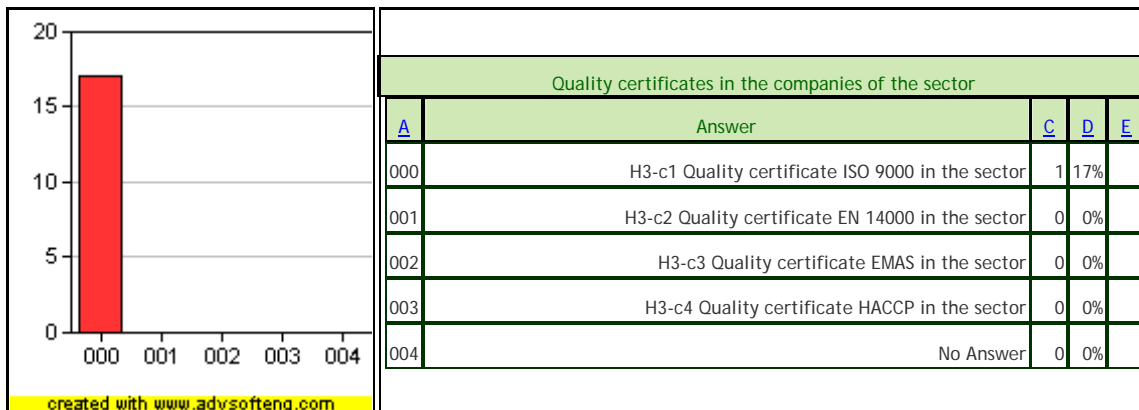 20
15
10
5
0
000 001 002 003 004
created with www.advsofteng.com
Quality certificates in the companies of the sector
A Answer C D E
000 H3-c1 Quality certificate ISO 9000 in the sector 1 17%
001 H3-c2 Quality certificate EN 14000 in the sector 0 0%
002 H3-c3 Quality certificate EMAS in the sector 0 0%
003 H3-c4 Quality certificate HACCP in the sector 0 0%
004 No Answer 0 0%